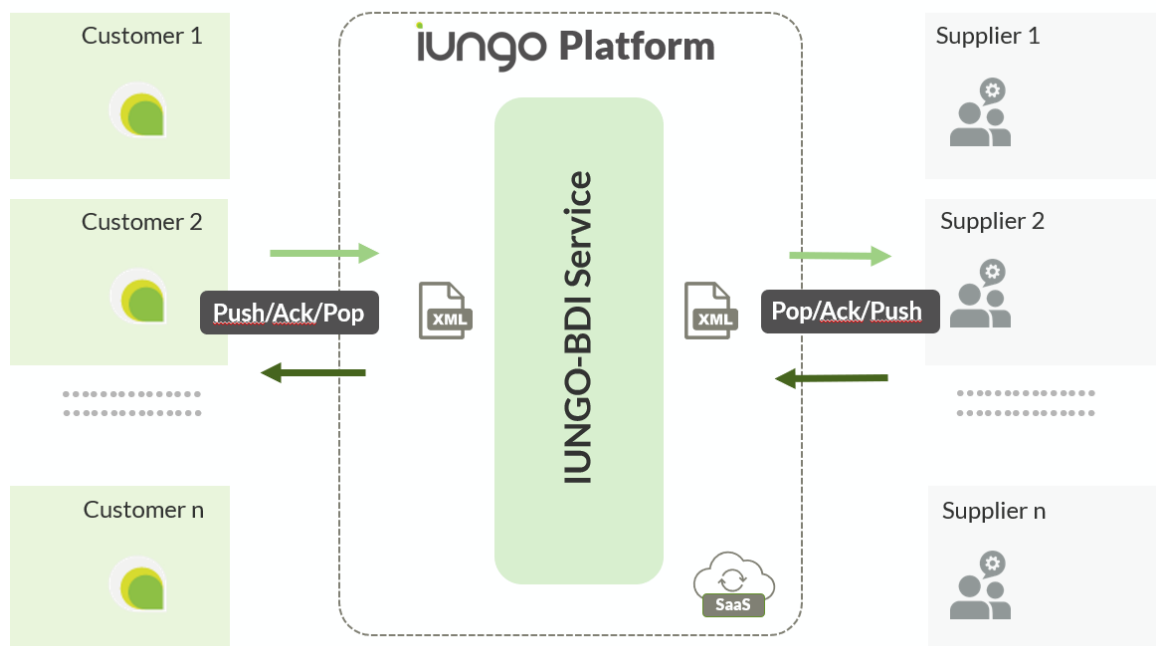 Customer 1
iungo Platform
Supplier 1
Customer 2
Supplier 2
Push/Ack/Pop
XML
IUNGO-BDI Service
XML
Pop/Ack/Push
Customer n
Supplier n
SaaS